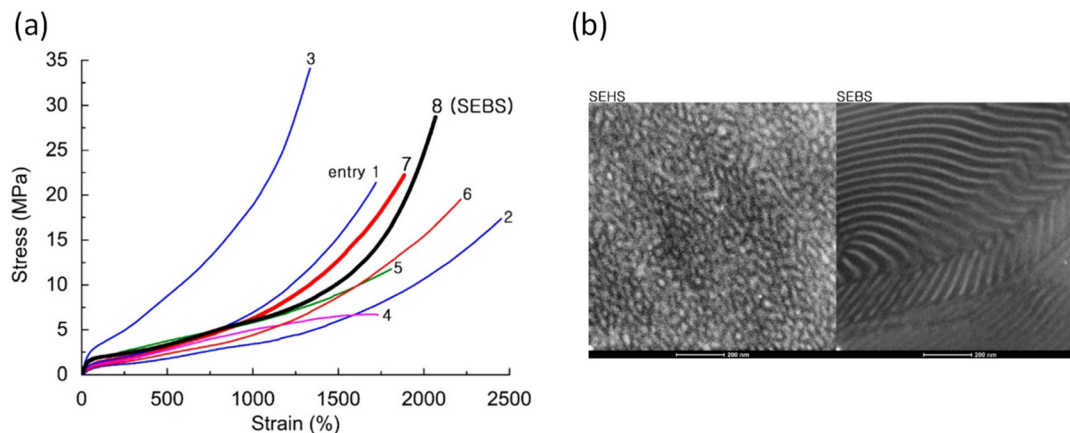 (a)
35
30
25
20
15
10
5
0
Stress (MPa)
0 500 1000 1500 2000 2500
Strain (%)
3
8 (SEBS)
7
entry 1
6
2
5
4
(b)
SEHS
SEBS
200 nm
200 nm